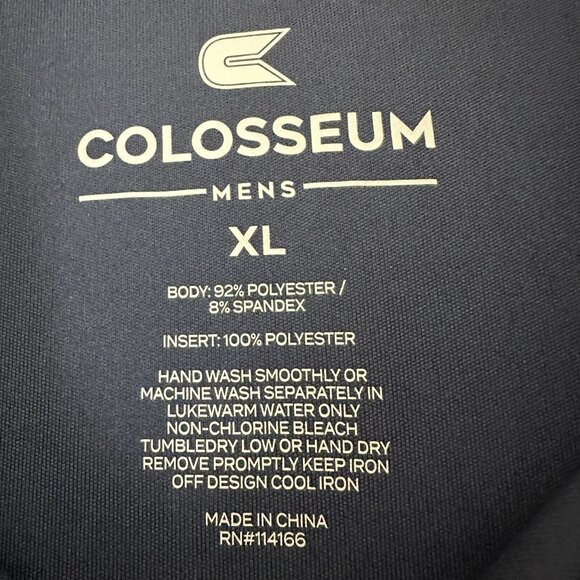 COLOSSEUM
MENS
XL
BODY: 92% POLYESTER /
8% SPANDEX
INSERT: 100% POLYESTER
HAND WASH SMOOTHLY OR
MACHINE WASH SEPARATELY IN
LUKEWARM WATER ONLY
NON-CHLORINE BLEACH
TUMBLEDRY LOW OR HAND DRY
REMOVE PROMPTLY KEEP IRON
OFF DESIGN COOL IRON
MADE IN CHINA
RN#114166